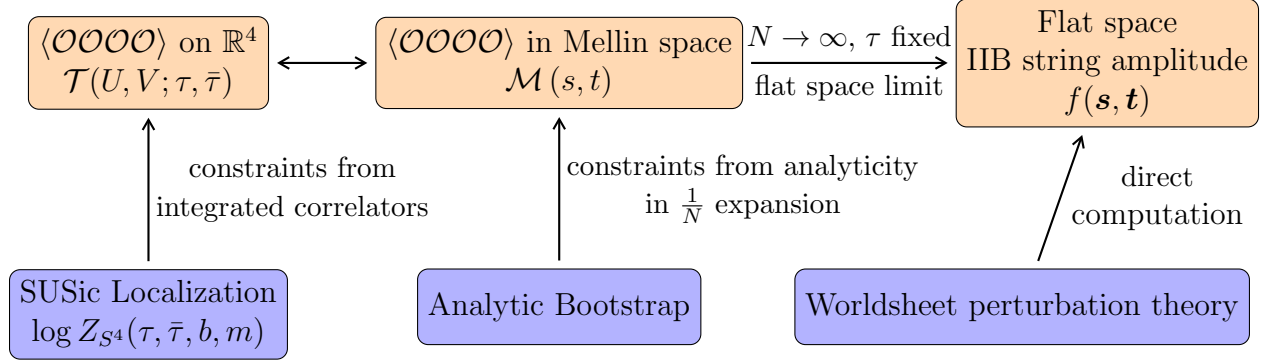 ⟨𝒪𝒪𝒪𝒪⟩ on ℝ⁴
𝒯(U, V; τ, τ̄)
⟨𝒪𝒪𝒪𝒪⟩ in Mellin space
ℳ (s, t)
N → ∞, τ fixed
flat space limit
Flat space
IIB string amplitude
f(𝒔, 𝒕)
constraints from
integrated correlators
constraints from analyticity
in 1/N expansion
direct
computation
SUSic Localization
log Z_{S⁴}(τ, τ̄, b, m)
Analytic Bootstrap
Worldsheet perturbation theory